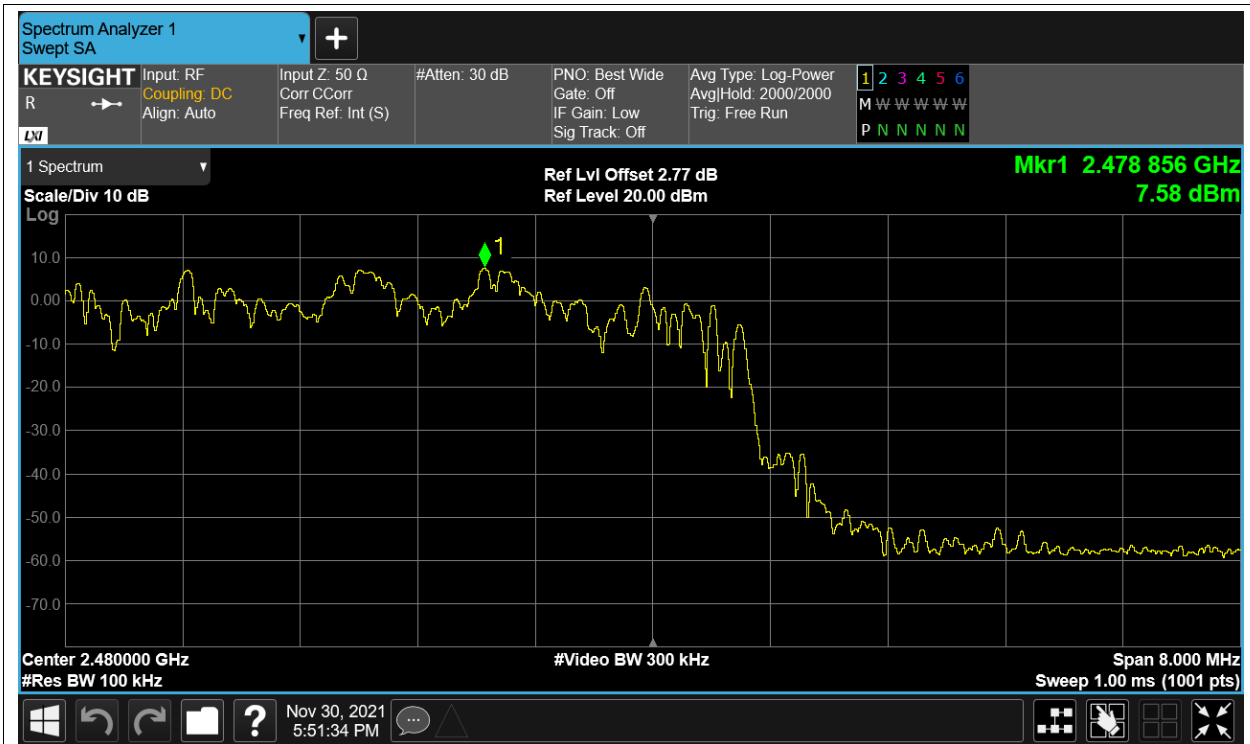 Spectrum Analyzer 1
Swept SA
KEYSIGHT
R
LXI
Input: RF
Coupling: DC
Align: Auto
Input Z: 50 Ω
Corr CCorr
Freq Ref: Int (S)
#Atten: 30 dB
PNO: Best Wide
Gate: Off
IF Gain: Low
Sig Track: Off
Avg Type: Log-Power
Avg|Hold: 2000/2000
Trig: Free Run
1 2 3 4 5 6
M W W W W W
P N N N N N
1 Spectrum
Scale/Div 10 dB
Log
Ref Lvl Offset 2.77 dB
Ref Level 20.00 dBm
Mkr1 2.478 856 GHz
7.58 dBm
1
10.0
0.00
-10.0
-20.0
-30.0
-40.0
-50.0
-60.0
-70.0
Center 2.480000 GHz
#Res BW 100 kHz
#Video BW 300 kHz
Span 8.000 MHz
Sweep 1.00 ms (1001 pts)
?
Nov 30, 2021
5:51:34 PM